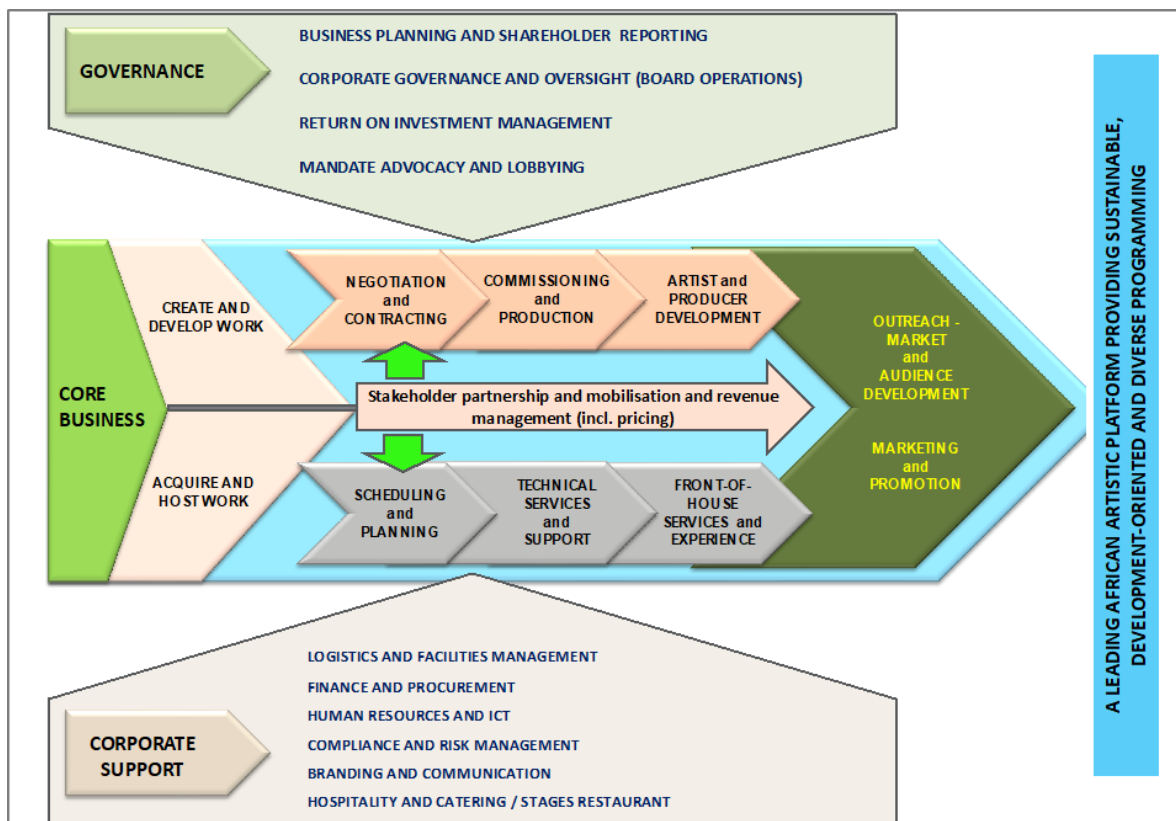 GOVERNANCE
BUSINESS PLANNING AND SHAREHOLDER REPORTING
CORPORATE GOVERNANCE AND OVERSIGHT (BOARD OPERATIONS)
RETURN ON INVESTMENT MANAGEMENT
MANDATE ADVOCACY AND LOBBYING
CORE
BUSINESS
CREATE AND
DEVELOP WORK
ACQUIRE AND
HOST WORK
NEGOTIATION
and
CONTRACTING
COMMISSIONING
and
PRODUCTION
ARTIST and
PRODUCER
DEVELOPMENT
Stakeholder partnership and mobilisation and revenue
management (incl. pricing)
SCHEDULING
and
PLANNING
TECHNICAL
SERVICES
and
SUPPORT
FRONT-OF-
HOUSE
SERVICES and
EXPERIENCE
OUTREACH -
MARKET
and
AUDIENCE
DEVELOPMENT
MARKETING
and
PROMOTION
CORPORATE
SUPPORT
LOGISTICS AND FACILITIES MANAGEMENT
FINANCE AND PROCUREMENT
HUMAN RESOURCES AND ICT
COMPLIANCE AND RISK MANAGEMENT
BRANDING AND COMMUNICATION
HOSPITALITY AND CATERING / STAGES RESTAURANT
A LEADING AFRICAN ARTISTIC PLATFORM PROVIDING SUSTAINABLE,
DEVELOPMENT-ORIENTED AND DIVERSE PROGRAMMING